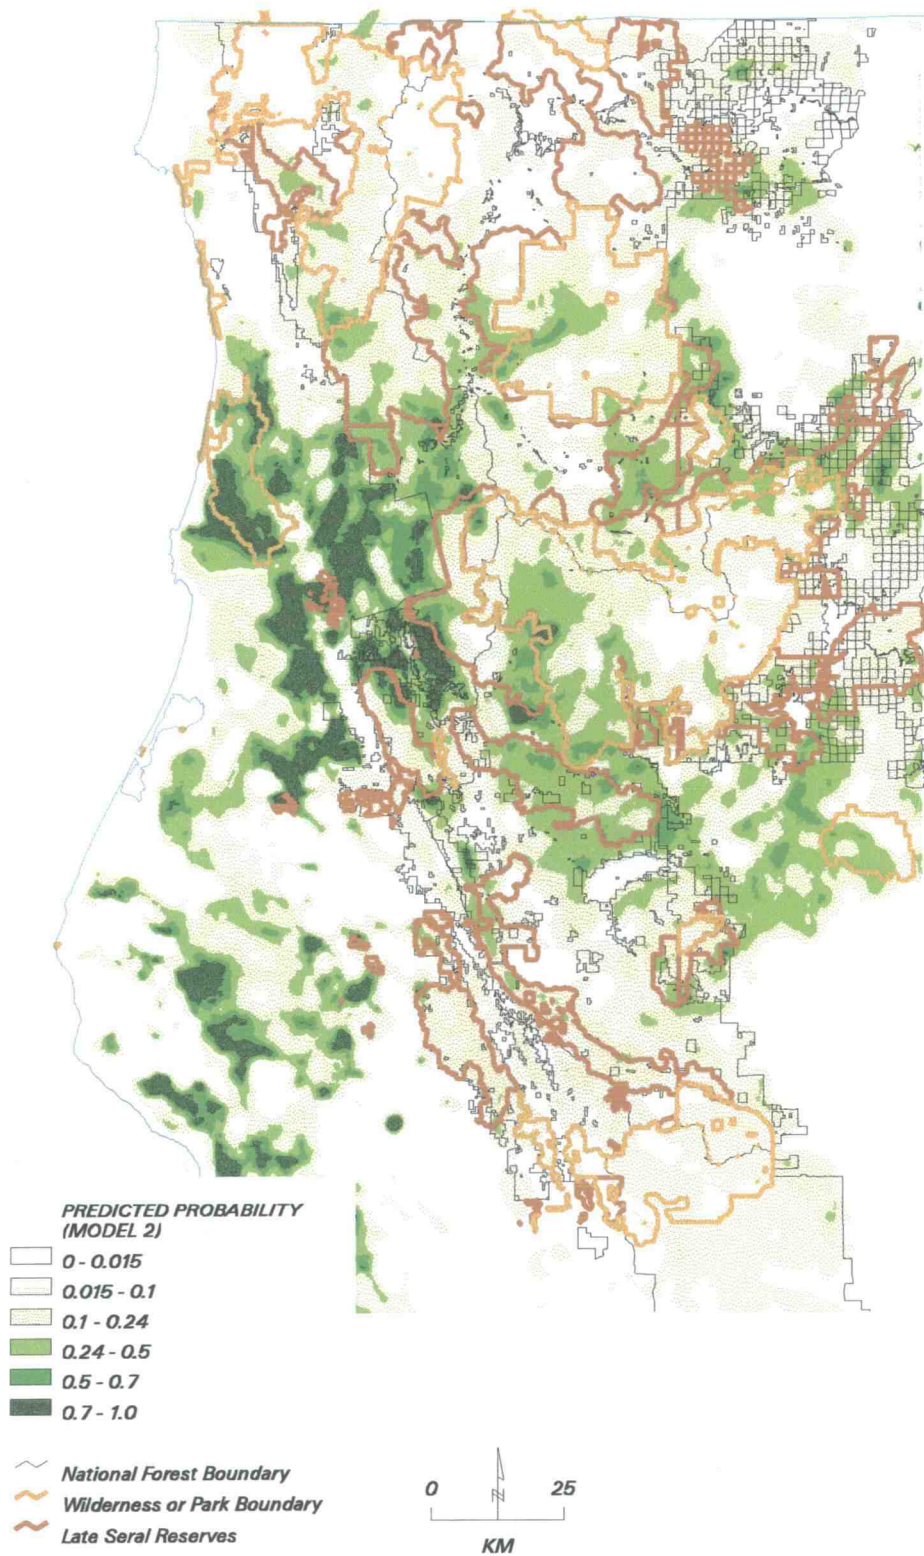 PREDICTED PROBABILITY
(MODEL 2)
0 - 0.015
0.015 - 0.1
0.1 - 0.24
0.24 - 0.5
0.5 - 0.7
0.7 - 1.0
National Forest Boundary
Wilderness or Park Boundary
Late Seral Reserves
0 25
N
KM